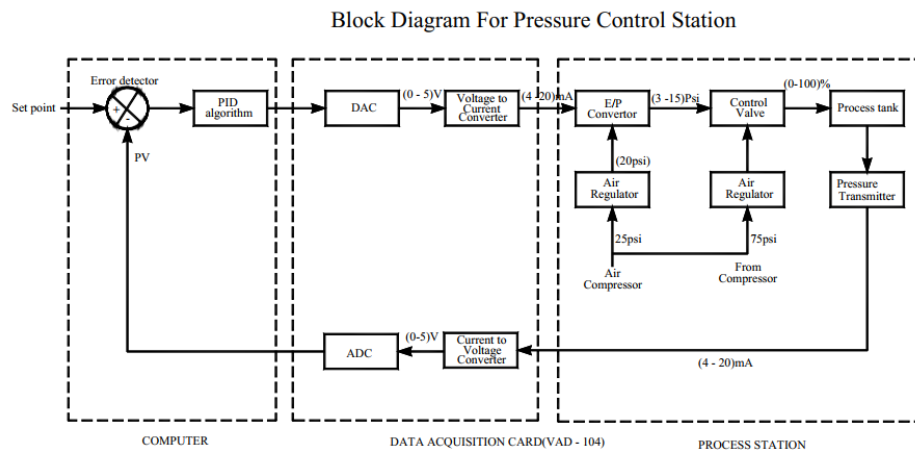 Block Diagram For Pressure Control Station
Error detector
Set point
+
-
PV
PID
algorithm
DAC
(0 - 5)V
Voltage to
Current
Converter
(4 -20)mA
E/P
Convertor
(3 -15)Psi
Control
Valve
(0-100)%
Process tank
(20psi)
Air
Regulator
Air
Regulator
Pressure
Transmitter
25psi
75psi
Air
Compressor
From
Compressor
ADC
(0-5)V
Current to
Voltage
Converter
(4 - 20)mA
COMPUTER
DATA ACQUISITION CARD(VAD - 104)
PROCESS STATION